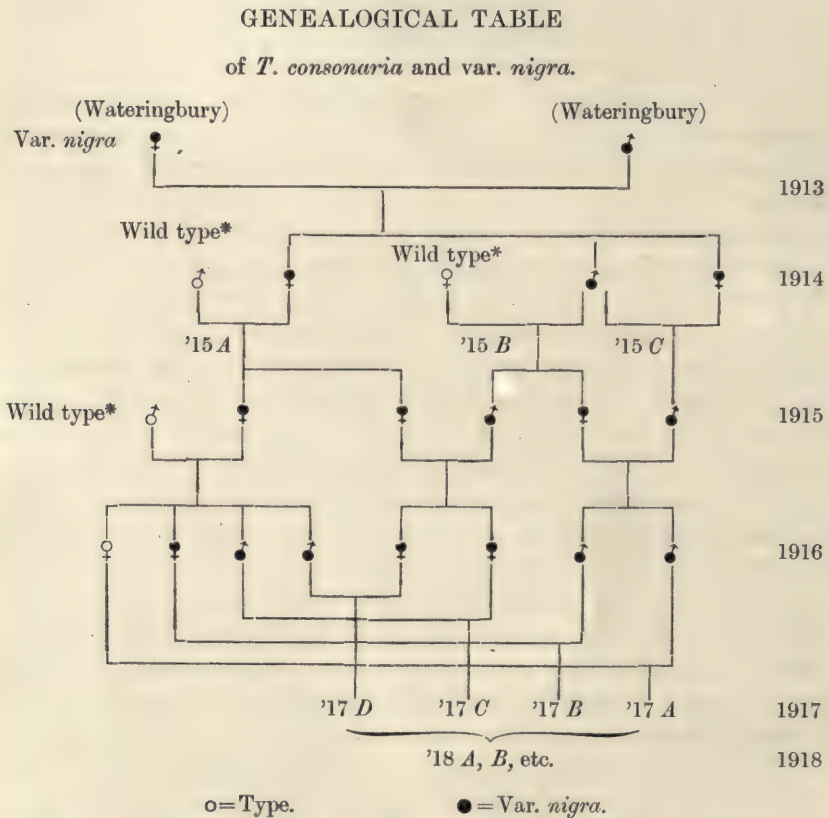 GENEALOGICAL TABLE
of T. consonaria and var. nigra.
(Wateringbury) (Wateringbury)
Var. nigra ♀ ♂
1913
Wild type*
Wild type*
♂ ♀ ♀ ♂ ♀ 1914
'15 A '15 B '15 C
Wild type* ♂ ♀ ♀ ♂ ♀ ♂ 1915
♀ ♀ ♂ ♂ ♀ ♀ ♂ ♂ 1916
'17 D '17 C '17 B '17 A 1917
'18 A, B, etc. 1918
o=Type. ●=Var. nigra.